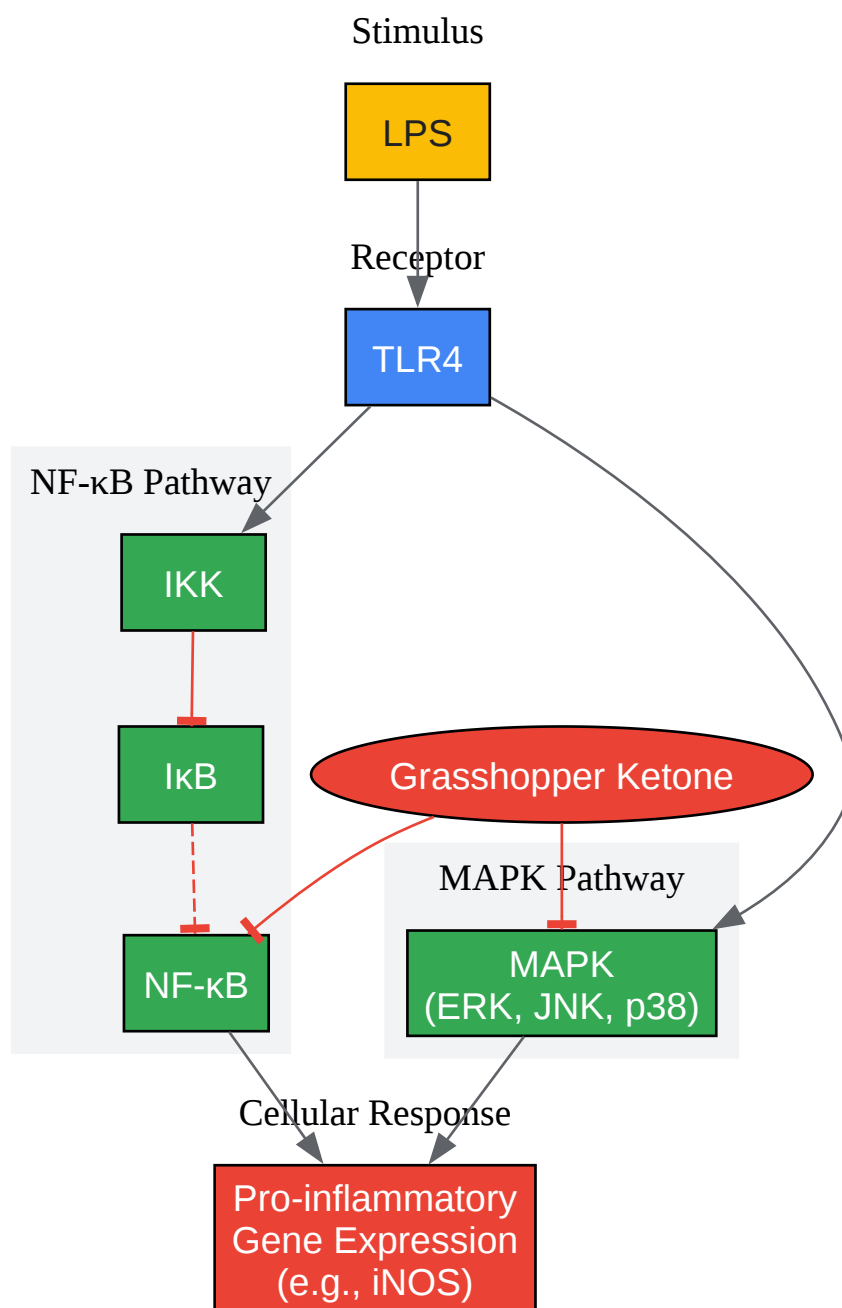 Stimulus
LPS
Receptor
TLR4
NF-κB Pathway
IKK
IκB
Grasshopper Ketone
MAPK Pathway
NF-κB
MAPK
(ERK, JNK, p38)
Cellular Response
Pro-inflammatory
Gene Expression
(e.g., iNOS)